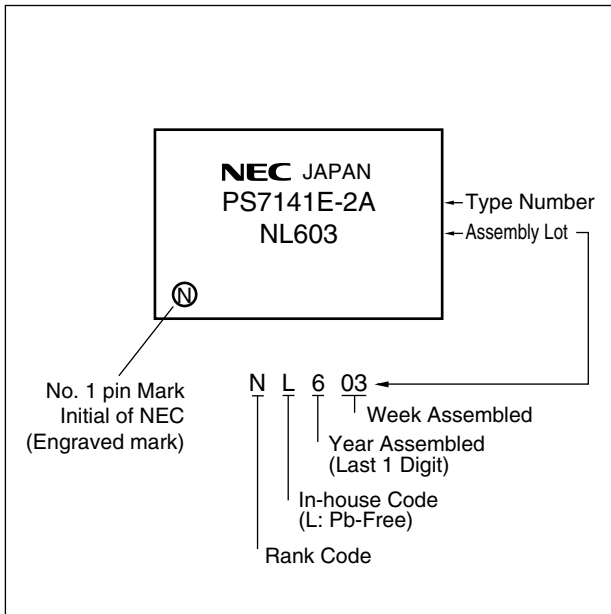 NEC JAPAN
PS7141E-2A
NL603
Type Number
Assembly Lot
N
No. 1 pin Mark
Initial of NEC
(Engraved mark)
N L 6 03
Week Assembled
Year Assembled
(Last 1 Digit)
In-house Code
(L: Pb-Free)
Rank Code